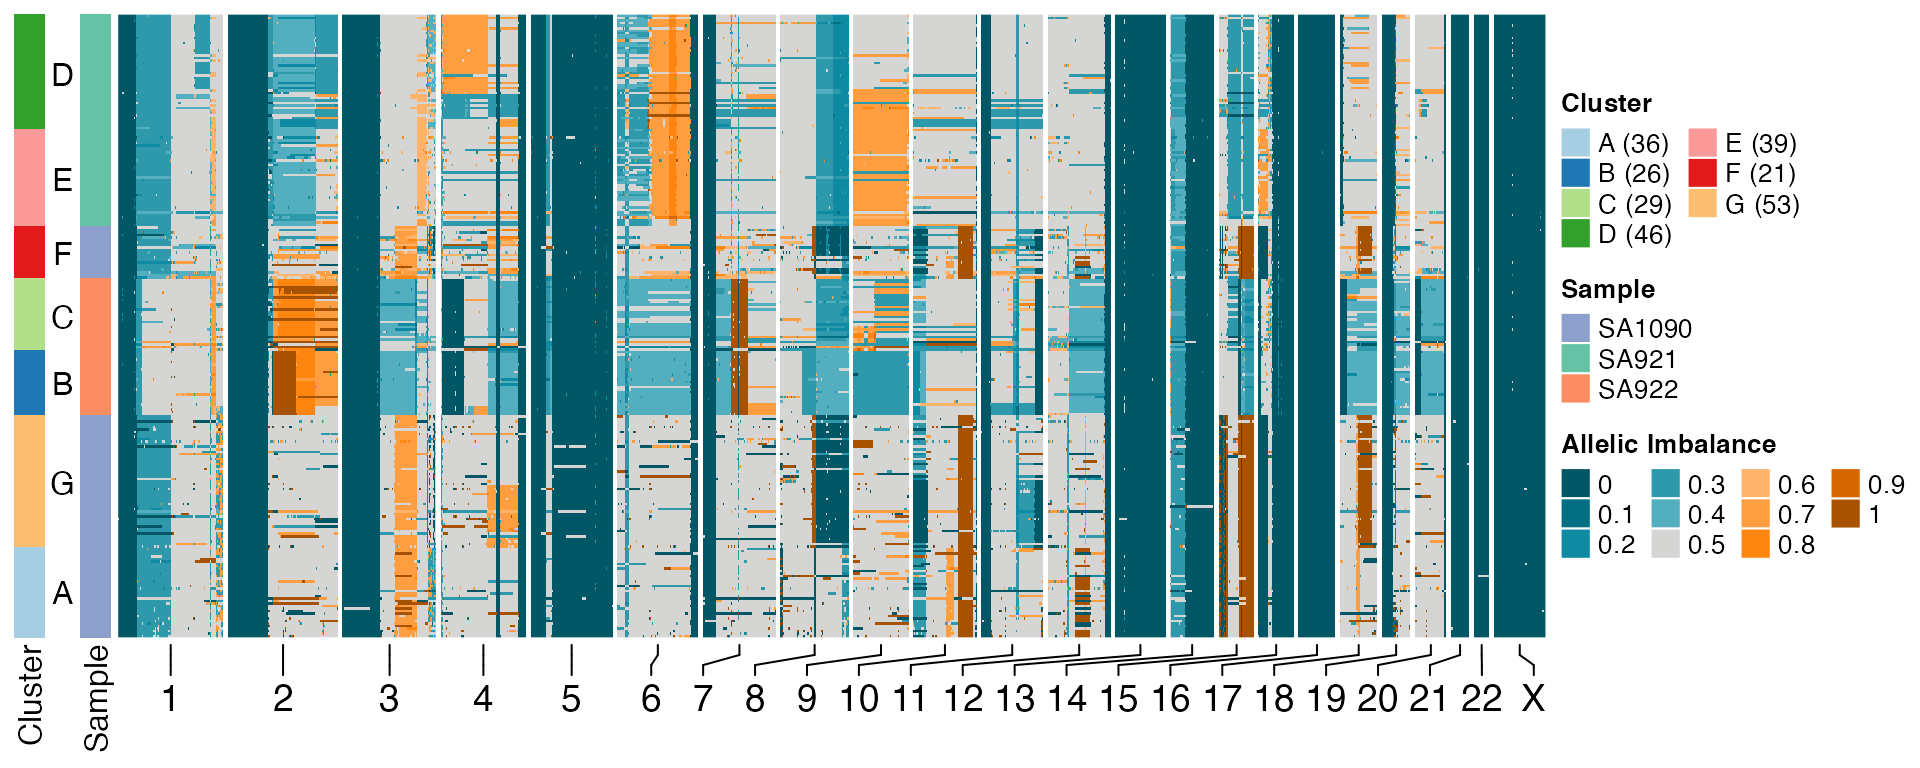 D
E
F
C
B
G
A
Cluster
Sample
1 2 3 4 5 6 7 8 9 10 11 12 13 14 15 16 17 18 19 20 21 22 X
Cluster
A (36) E (39)
B (26) F (21)
C (29) G (53)
D (46)
Sample
SA1090
SA921
SA922
Allelic Imbalance
0 0.3 0.6 0.9
0.1 0.4 0.7 1
0.2 0.5 0.8